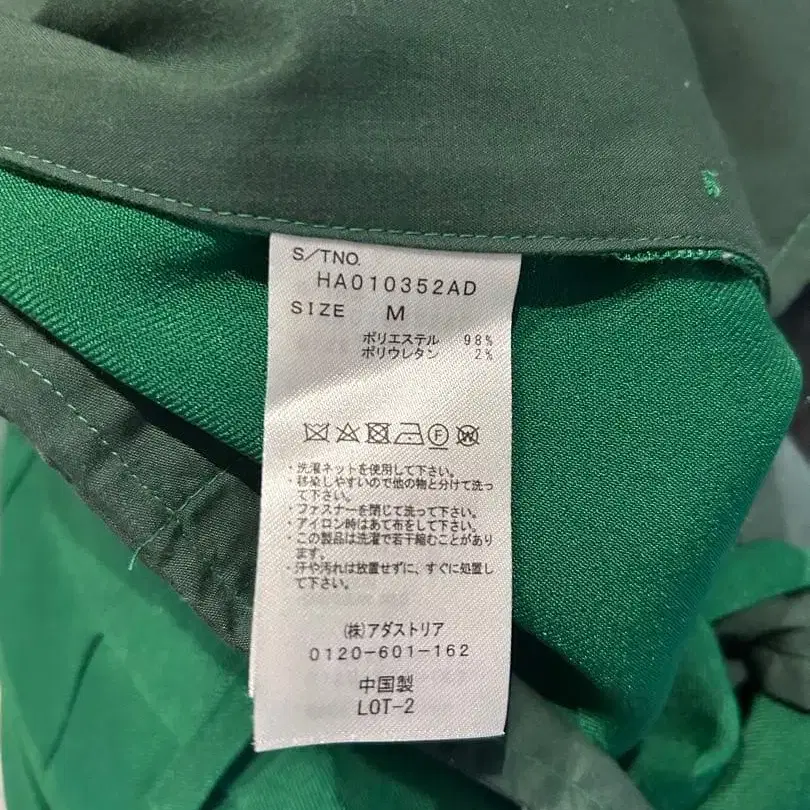 S/TNO.
HA010352AD
SIZE M
ポリエステル 98%
ポリウレタン 2%
F W
・洗濯ネットを使用して下さい。
・移染しやすいので他の物と分けて洗っ
て下さい。
・ファスナーを閉じて洗って下さい。
・アイロン時はあて布をして下さい。
・この製品は洗濯で若干縮むことがあり
ます。
・汗や汚れは放置せずに、すぐに処置し
て下さい。
(株)アダストリア
0120-601-162
中国製
LOT-2